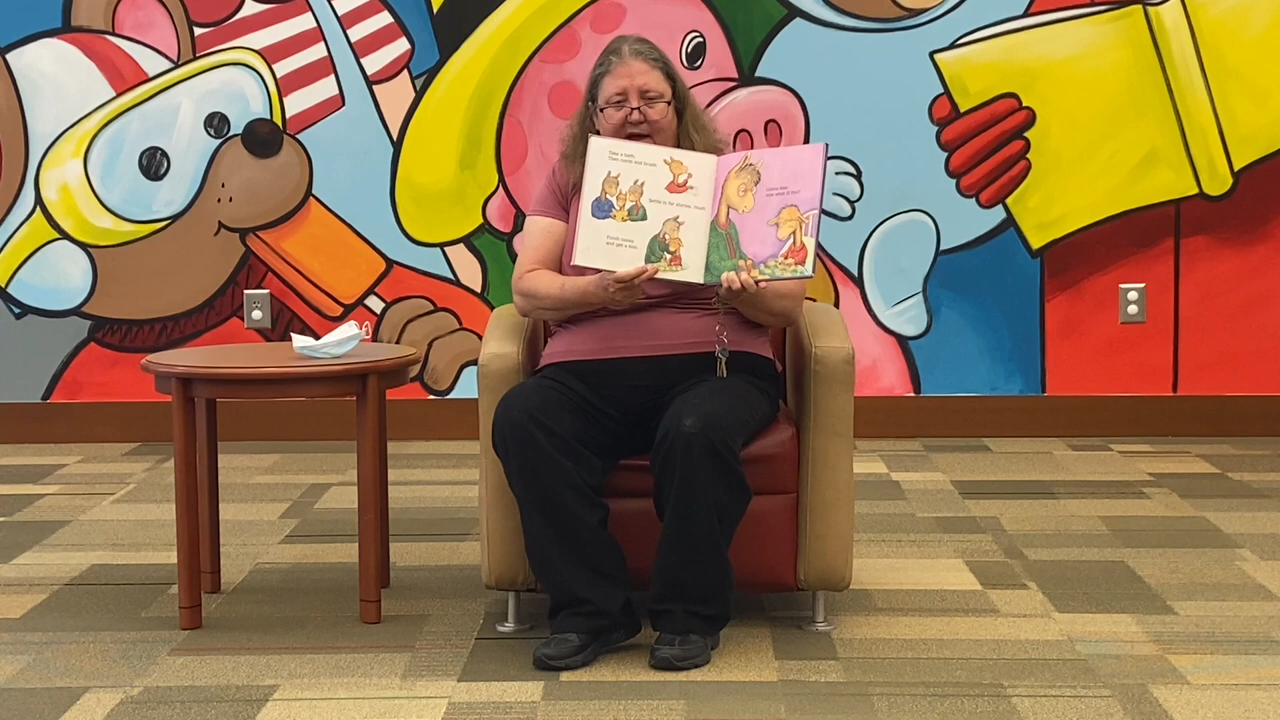 Take a bath.
Then comb and brush.
Settle in for stories. Hush!
Finish books
and get a kiss.
Llama Llama
now what is this?